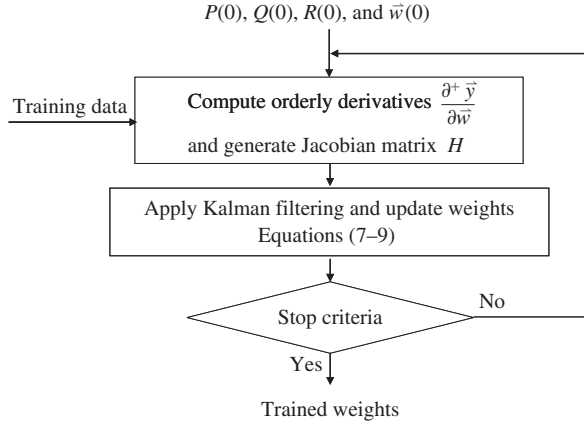 P(0), Q(0), R(0), and w⃗(0)
Training data
Compute orderly derivatives ∂⁺ y⃗ / ∂w⃗
and generate Jacobian matrix H
Apply Kalman filtering and update weights
Equations (7–9)
Stop criteria
No
Yes
Trained weights